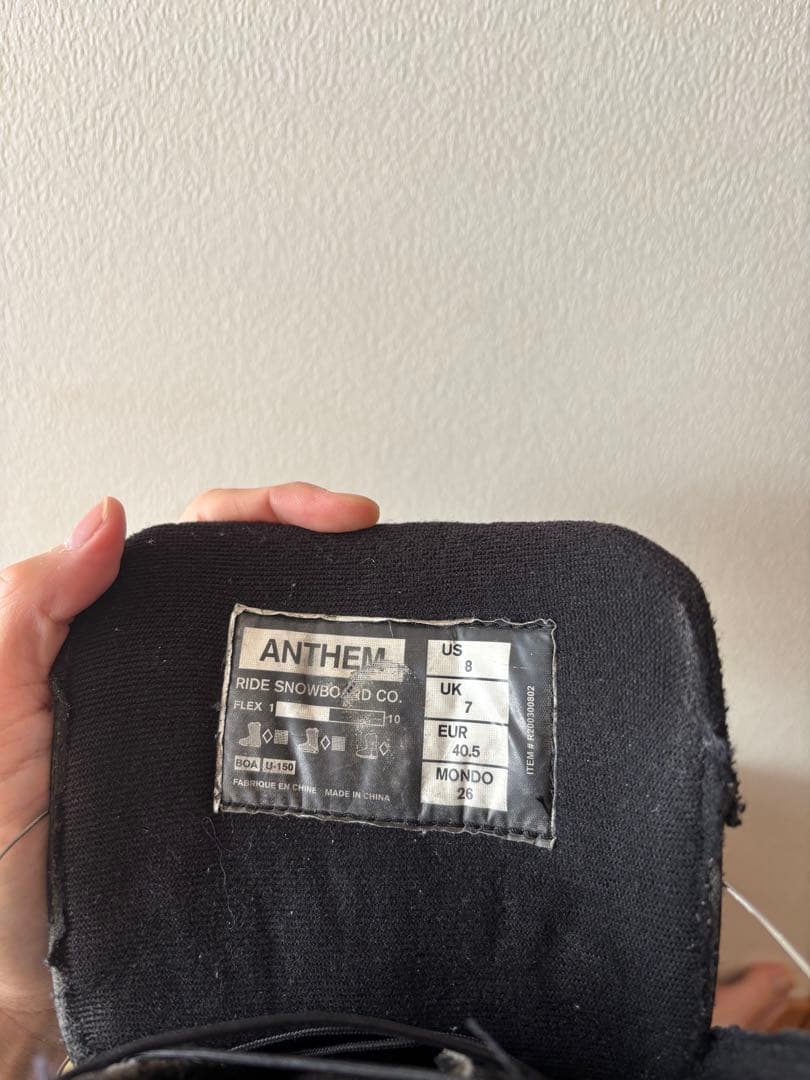 ANTHEM
RIDE SNOWBOARD CO.
FLEX 1 10
BOA U-150
FABRIQUE EN CHINE MADE IN CHINA
US
8
UK
7
EUR
40.5
MONDO
26
ITEM # R200300802